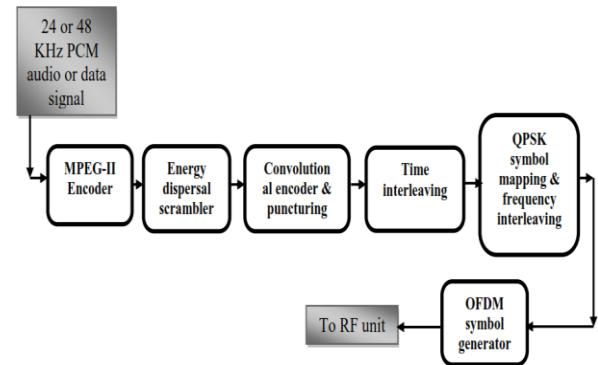 24 or 48
KHz PCM
audio or data
signal
MPEG-II
Encoder
Energy
dispersal
scrambler
Convolution
al encoder &
puncturing
Time
interleaving
QPSK
symbol
mapping &
frequency
interleaving
OFDM
symbol
generator
To RF unit